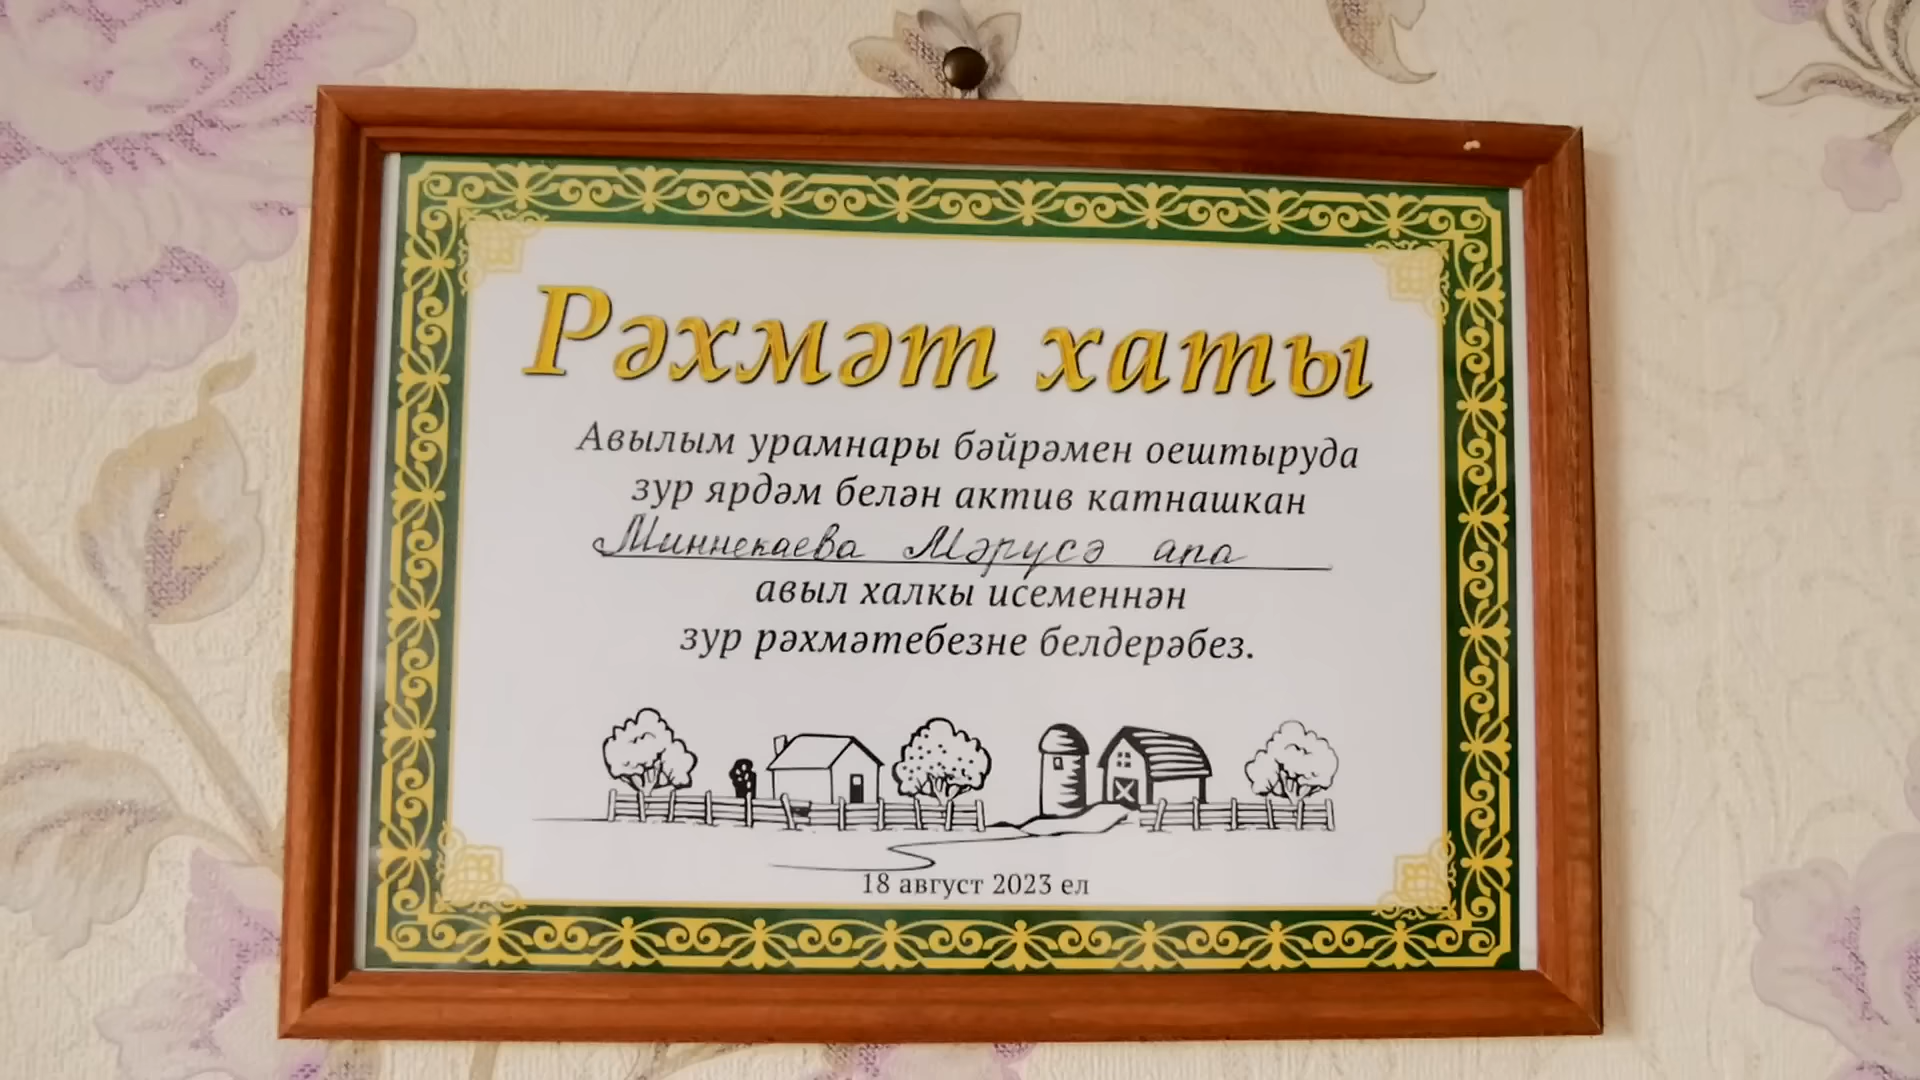 Рәхмәт хаты
Авылым урамнары бәйрәмен оештыруда
зур ярдәм белән актив катнашкан
Миннекаева Мәрүсә апа
авыл халкы исеменнән
зур рәхмәтебезне белдерәбез.
18 август 2023 ел